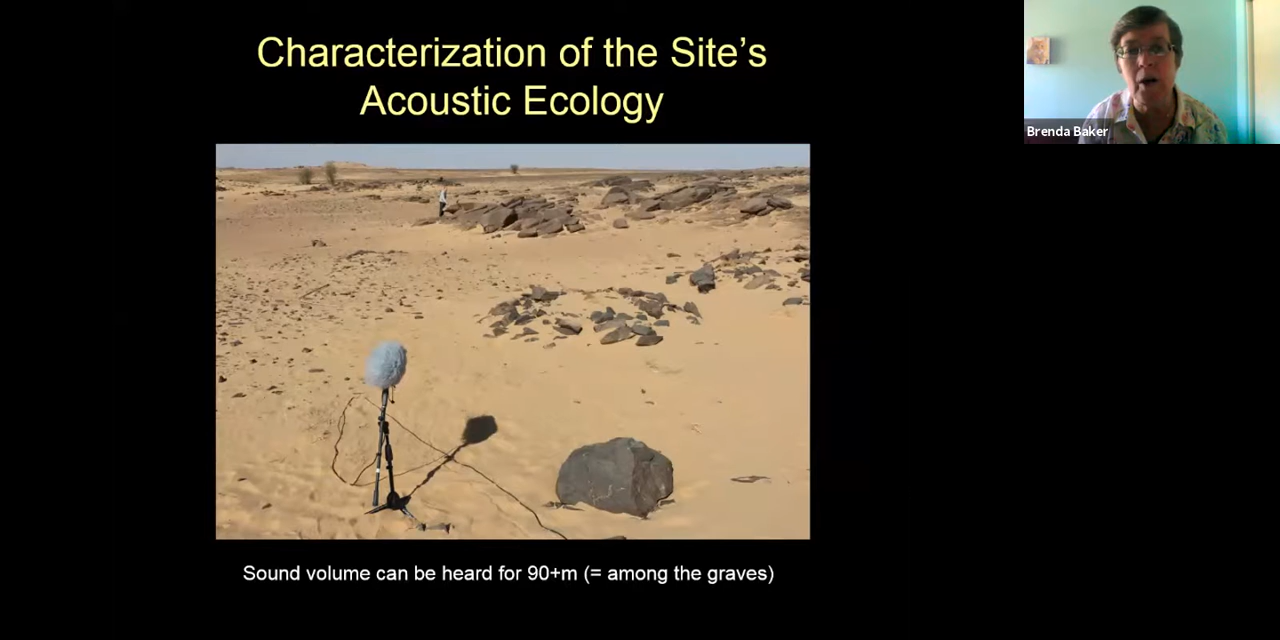 Characterization of the Site’s
Acoustic Ecology
Brenda Baker
Sound volume can be heard for 90+m (= among the graves)